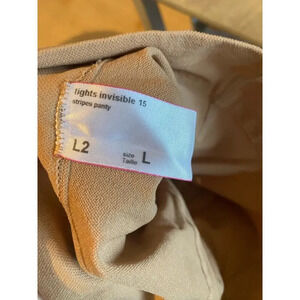 tights invisible 15
stripes panty
L2
size L
Taille